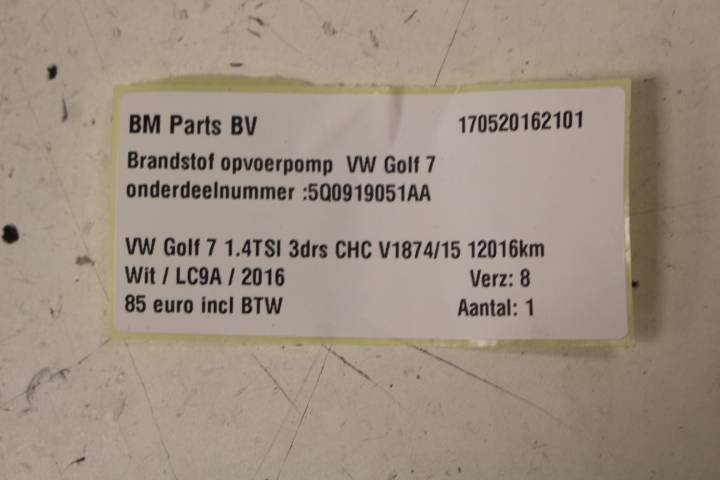 BM Parts BV 170520162101
Brandstof opvoerpomp VW Golf 7
onderdeelnummer :5Q0919051AA
VW Golf 7 1.4TSI 3drs CHC V1874/15 12016km
Wit / LC9A / 2016 Verz: 8
85 euro incl BTW Aantal: 1